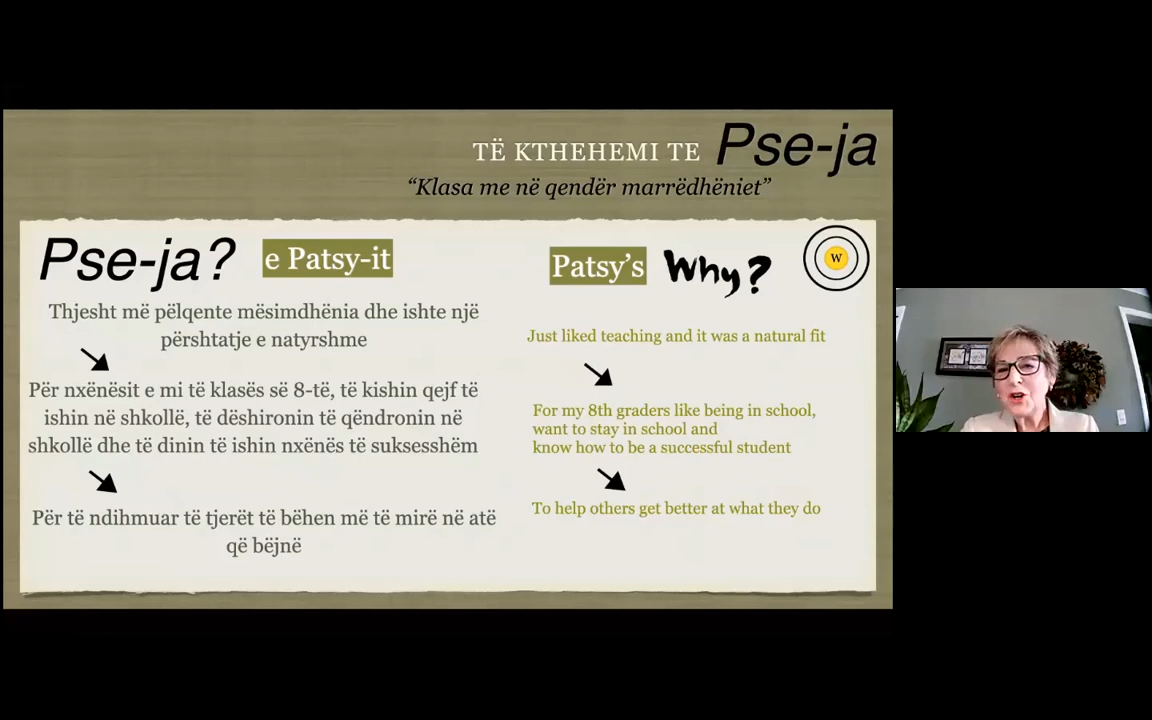 TË KTHEHEMI TE Pse-ja
“Klasa me në qendër marrëdhëniet”
Pse-ja? e Patsy-it
Thjesht më pëlqente mësimdhënia dhe ishte një
përshtatje e natyrshme
Për nxënësit e mi të klasës së 8-të, të kishin qejf të
ishin në shkollë, të dëshironin të qëndronin në
shkollë dhe të dinin të ishin nxënës të suksesshëm
Për të ndihmuar të tjerët të bëhen më të mirë në atë
që bëjnë
Patsy’s Why?
W
Just liked teaching and it was a natural fit
For my 8th graders like being in school,
want to stay in school and
know how to be a successful student
To help others get better at what they do